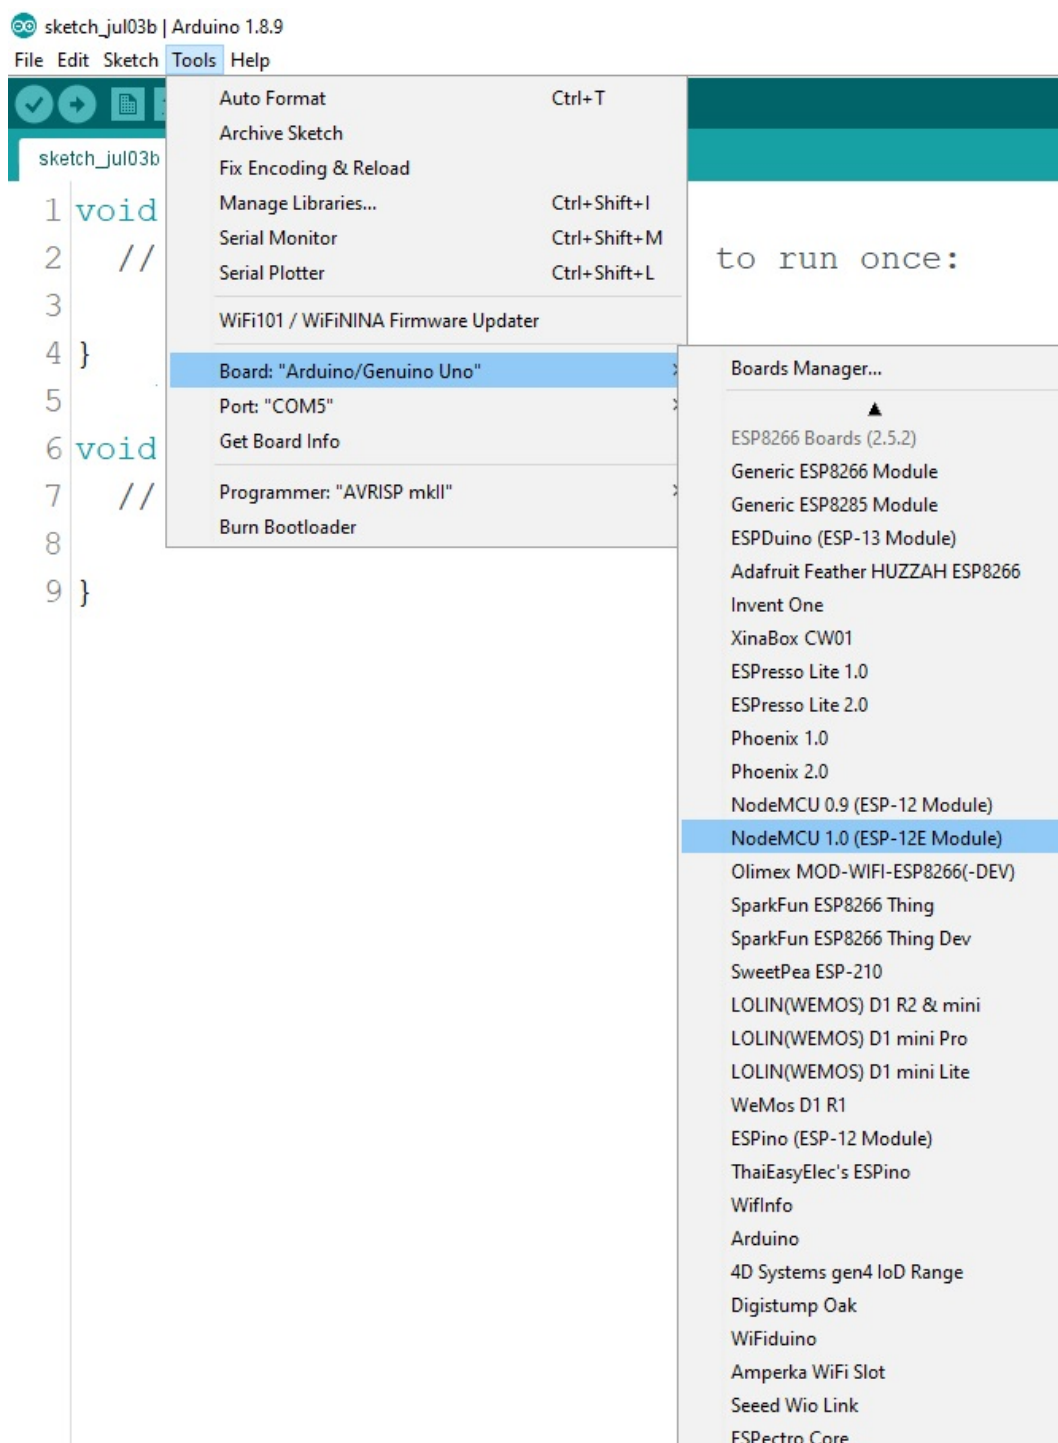 sketch_jul03b | Arduino 1.8.9
File Edit Sketch Tools Help
sketch_jul03b
1 void
2 // to run once:
3
4 }
5
6 void
7 //
8
9 }
Auto Format Ctrl+T
Archive Sketch
Fix Encoding & Reload
Manage Libraries... Ctrl+Shift+I
Serial Monitor Ctrl+Shift+M
Serial Plotter Ctrl+Shift+L
WiFi101 / WiFiNINA Firmware Updater
Board: "Arduino/Genuino Uno"
Port: "COM5"
Get Board Info
Programmer: "AVRISP mkII"
Burn Bootloader
Boards Manager...
ESP8266 Boards (2.5.2)
Generic ESP8266 Module
Generic ESP8285 Module
ESPDuino (ESP-13 Module)
Adafruit Feather HUZZAH ESP8266
Invent One
XinaBox CW01
ESPresso Lite 1.0
ESPresso Lite 2.0
Phoenix 1.0
Phoenix 2.0
NodeMCU 0.9 (ESP-12 Module)
NodeMCU 1.0 (ESP-12E Module)
Olimex MOD-WIFI-ESP8266(-DEV)
SparkFun ESP8266 Thing
SparkFun ESP8266 Thing Dev
SweetPea ESP-210
LOLIN(WEMOS) D1 R2 & mini
LOLIN(WEMOS) D1 mini Pro
LOLIN(WEMOS) D1 mini Lite
WeMos D1 R1
ESPino (ESP-12 Module)
ThaiEasyElec's ESPino
WifInfo
Arduino
4D Systems gen4 IoD Range
Digistump Oak
WiFiduino
Amperka WiFi Slot
Seeed Wio Link
ESPectro Core